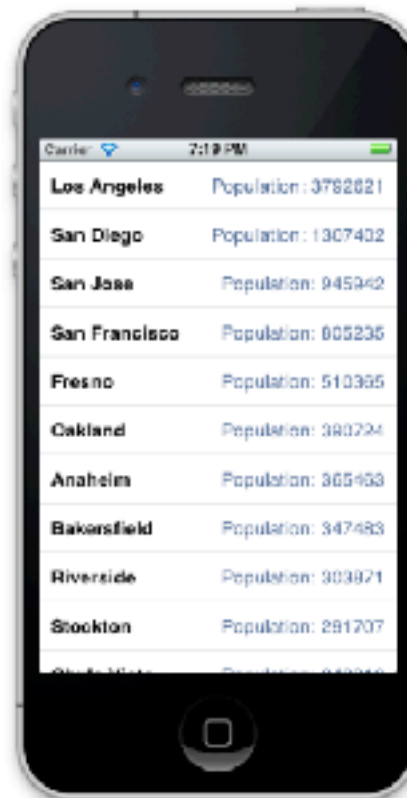 Carrier 7:19 PM
Los Angeles Population: 3792621
San Diego Population: 1307402
San Jose Population: 945942
San Francisco Population: 805235
Fresno Population: 510365
Oakland Population: 390724
Anaheim Population: 365463
Bakersfield Population: 347483
Riverside Population: 303871
Stockton Population: 291707